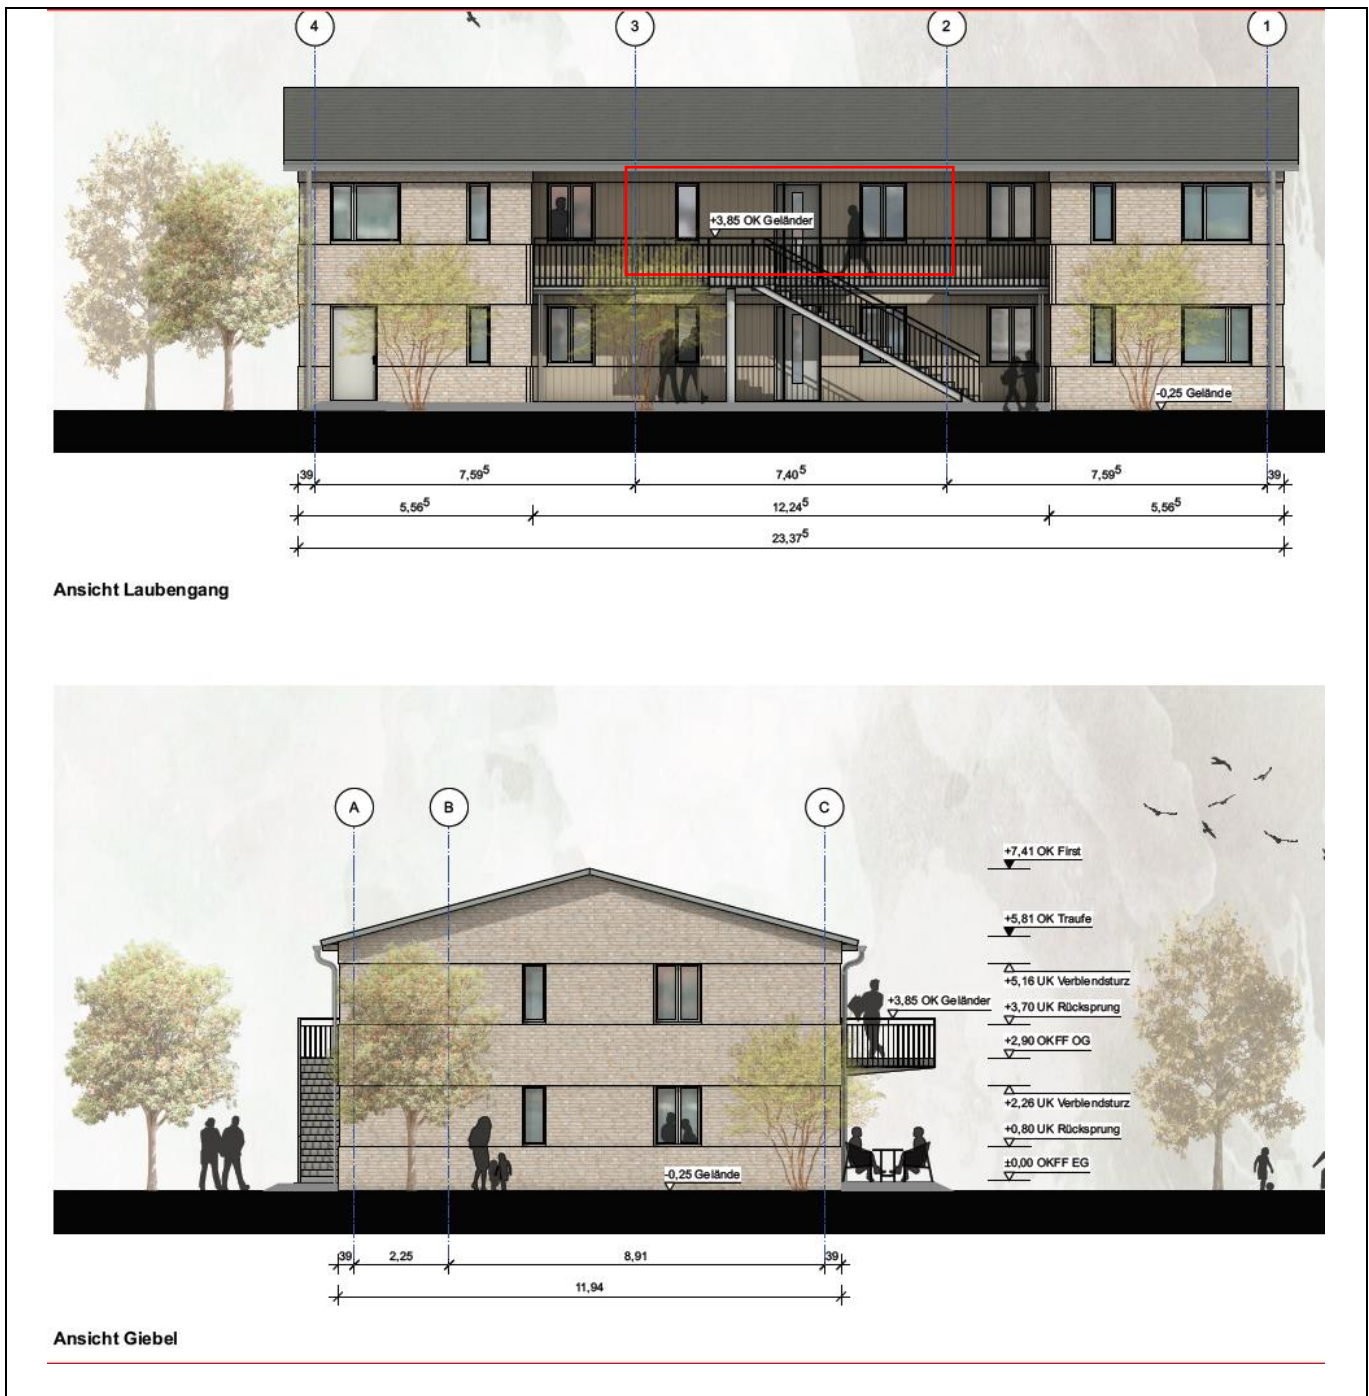 4 3 2 1
+3,85 OK Geländer
-0,25 Gelände
39 7,59⁵ 7,40⁵ 7,59⁵ 39
5,56⁵ 12,24⁵ 5,56⁵
23,37⁵
Ansicht Laubengang
A B C
+7,41 OK First
+5,81 OK Traufe
+5,16 UK Verblendsturz
+3,85 OK Geländer
+3,70 UK Rücksprung
+2,90 OKFF OG
+2,26 UK Verblendsturz
+0,80 UK Rücksprung
±0,00 OKFF EG
-0,25 Gelände
39 2,25 8,91 39
11,94
Ansicht Giebel